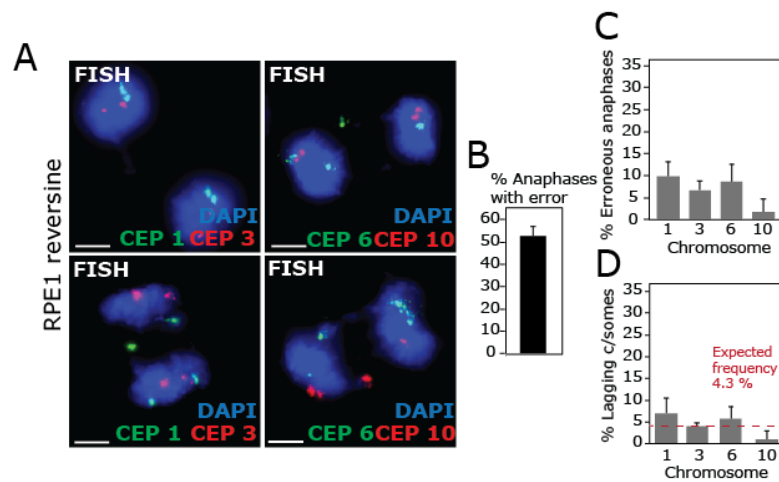 A
RPE1 reversine
FISH
DAPI
CEP 1 CEP 3
FISH
DAPI
CEP 6 CEP 10
FISH
DAPI
CEP 1 CEP 3
FISH
DAPI
CEP 6 CEP 10
B
% Anaphases
with error
60
50
40
30
20
10
0
C
% Erroneous anaphases
35
30
25
20
15
10
5
0
1 3 6 10
Chromosome
D
% Lagging c/somes
35
30
25
20
15
10
5
0
Expected
frequency
4.3 %
1 3 6 10
Chromosome